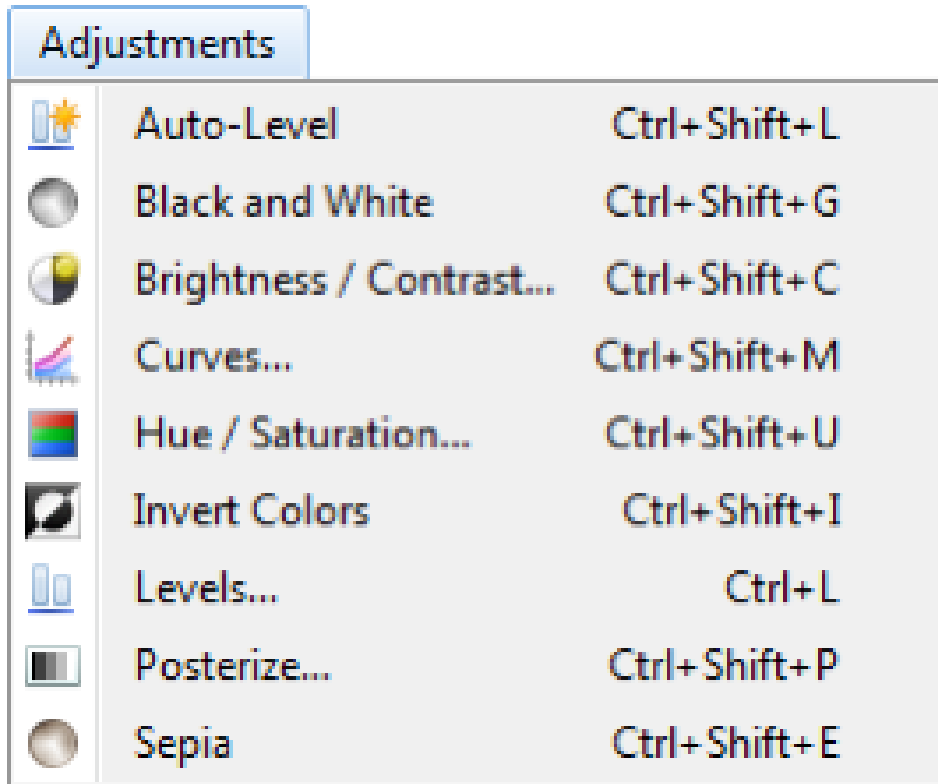 Adjustments
Auto-Level Ctrl+Shift+L
Black and White Ctrl+Shift+G
Brightness / Contrast... Ctrl+Shift+C
Curves... Ctrl+Shift+M
Hue / Saturation... Ctrl+Shift+U
Invert Colors Ctrl+Shift+I
Levels... Ctrl+L
Posterize... Ctrl+Shift+P
Sepia Ctrl+Shift+E